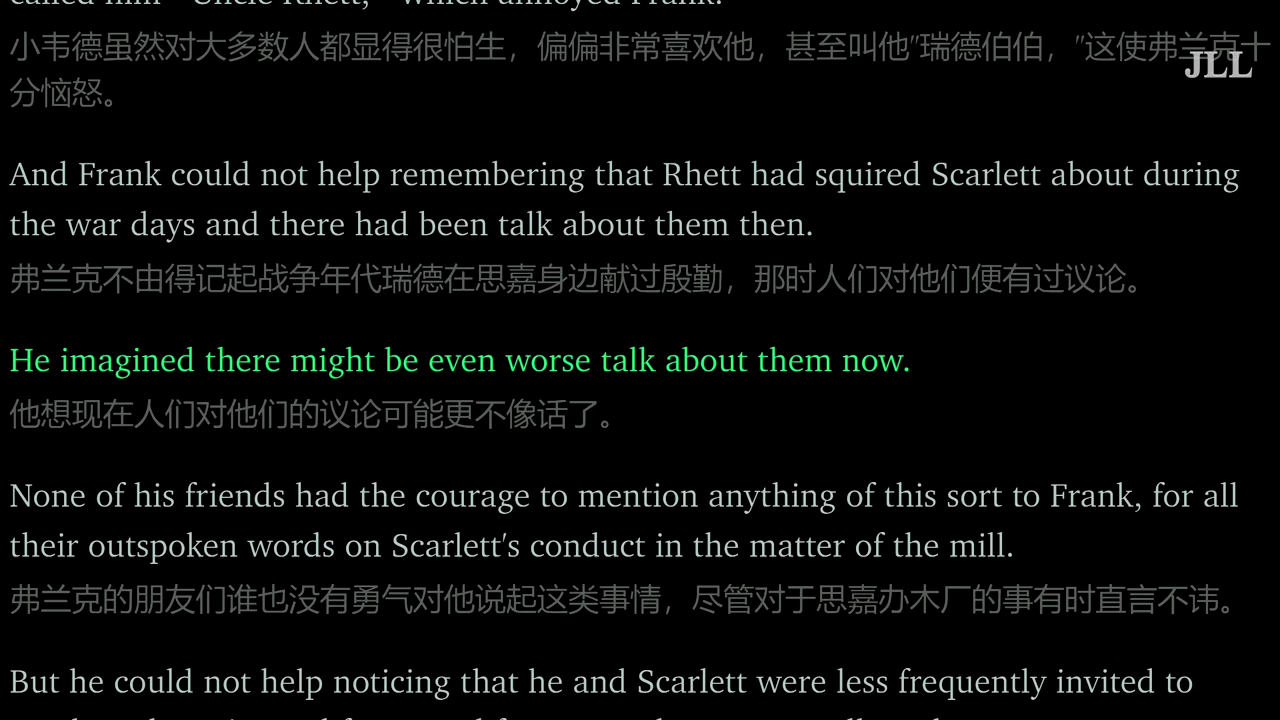 called him "Uncle Rhett," which annoyed Frank.
小韦德虽然对大多数人都显得很怕生，偏偏非常喜欢他，甚至叫他"瑞德伯伯，"这使弗兰克十
分恼怒。
JLL
And Frank could not help remembering that Rhett had squired Scarlett about during
the war days and there had been talk about them then.
弗兰克不由得记起战争年代瑞德在思嘉身边献过殷勤，那时人们对他们便有过议论。
He imagined there might be even worse talk about them now.
他想现在人们对他们的议论可能更不像话了。
None of his friends had the courage to mention anything of this sort to Frank, for all
their outspoken words on Scarlett's conduct in the matter of the mill.
弗兰克的朋友们谁也没有勇气对他说起这类事情，尽管对于思嘉办木厂的事有时直言不讳。
But he could not help noticing that he and Scarlett were less frequently invited to